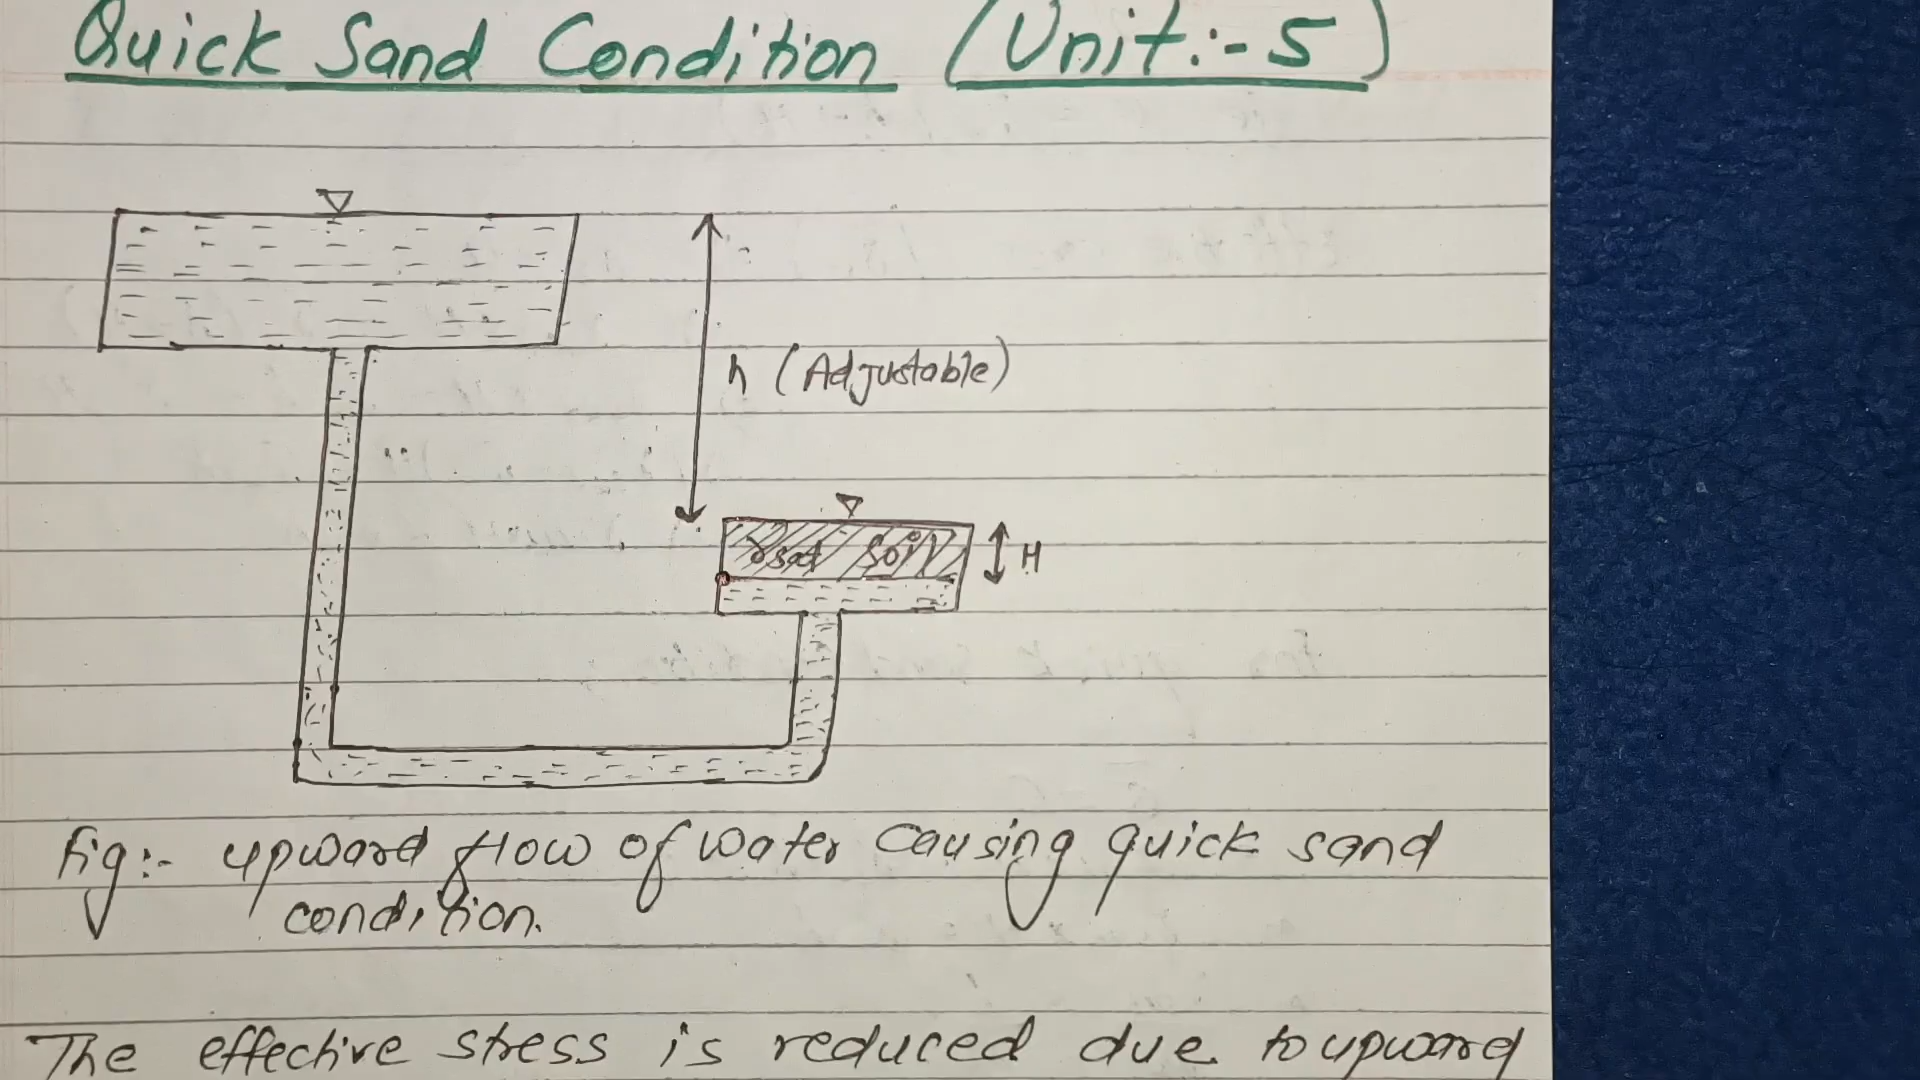 Quick Sand Condition (Unit:- 5)
h (Adjustable)
γsat soil
H
fig:- upward flow of water causing quick sand
condition.
The effective stress is reduced due to upward